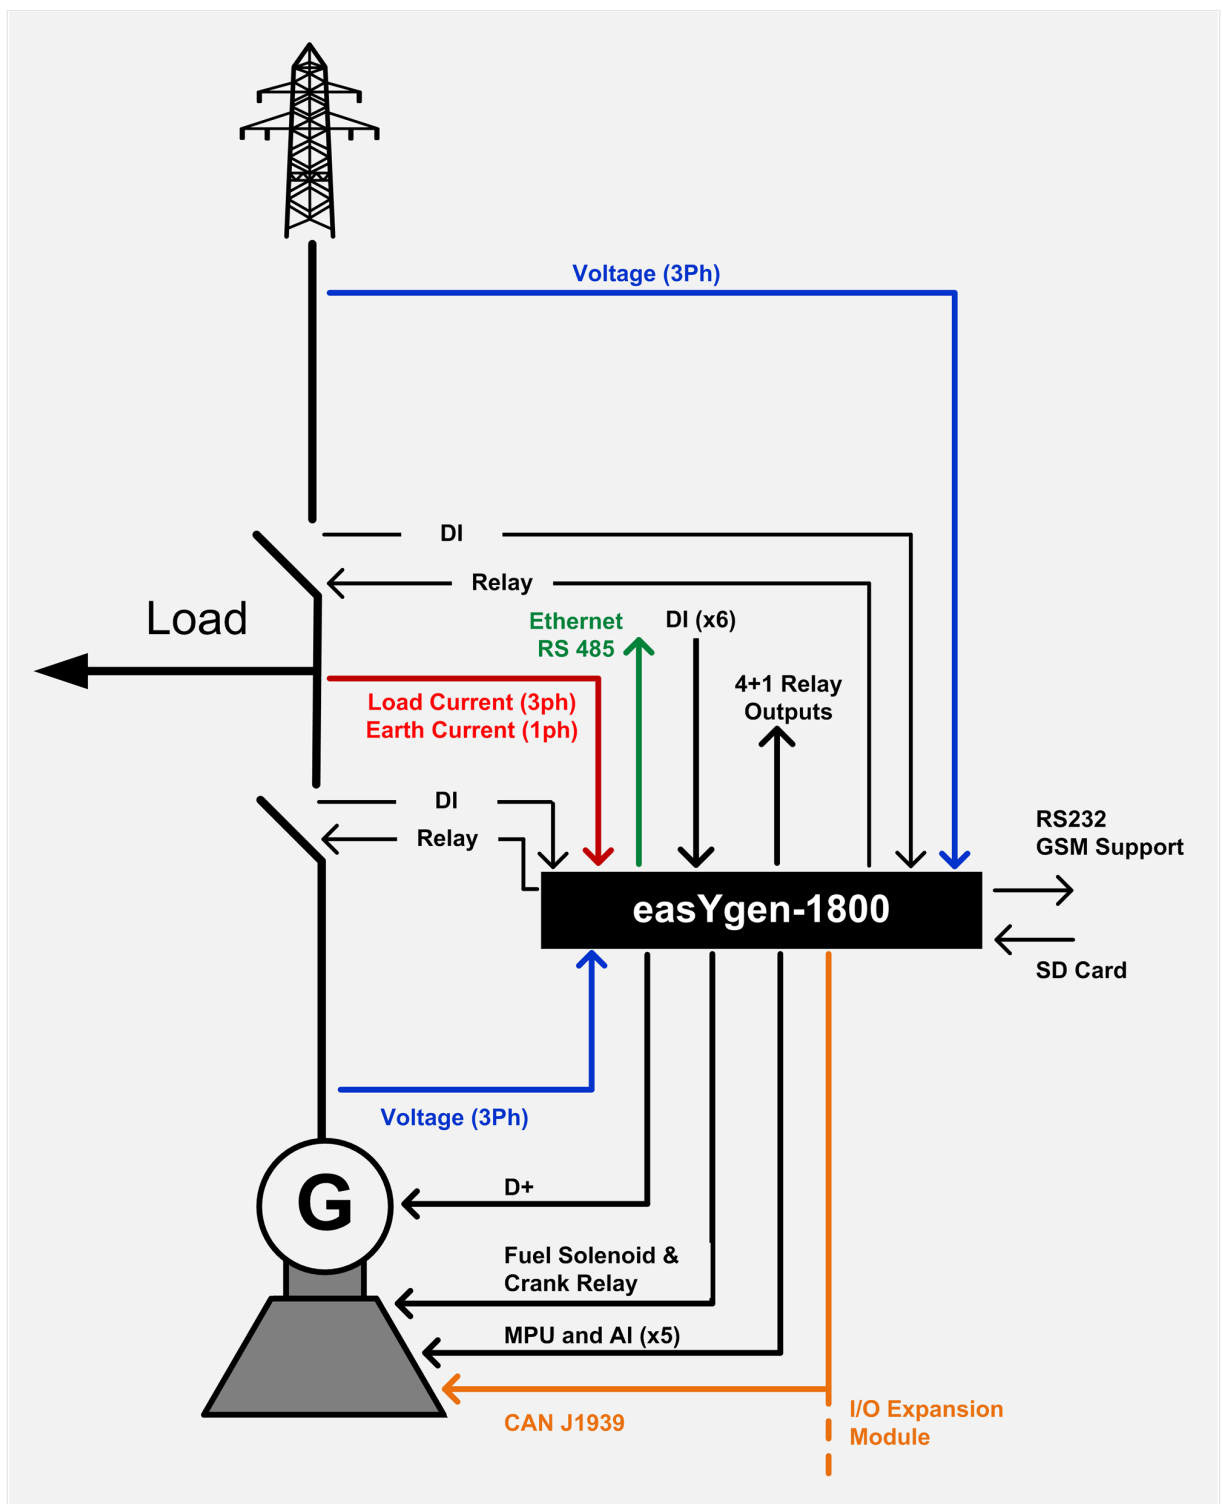 Voltage (3Ph)
DI
Relay
Load
Ethernet
RS 485
DI (x6)
4+1 Relay
Outputs
Load Current (3ph)
Earth Current (1ph)
DI
Relay
RS232
GSM Support
easYgen-1800
SD Card
Voltage (3Ph)
D+
G
Fuel Solenoid &
Crank Relay
MPU and AI (x5)
CAN J1939
I/O Expansion
Module